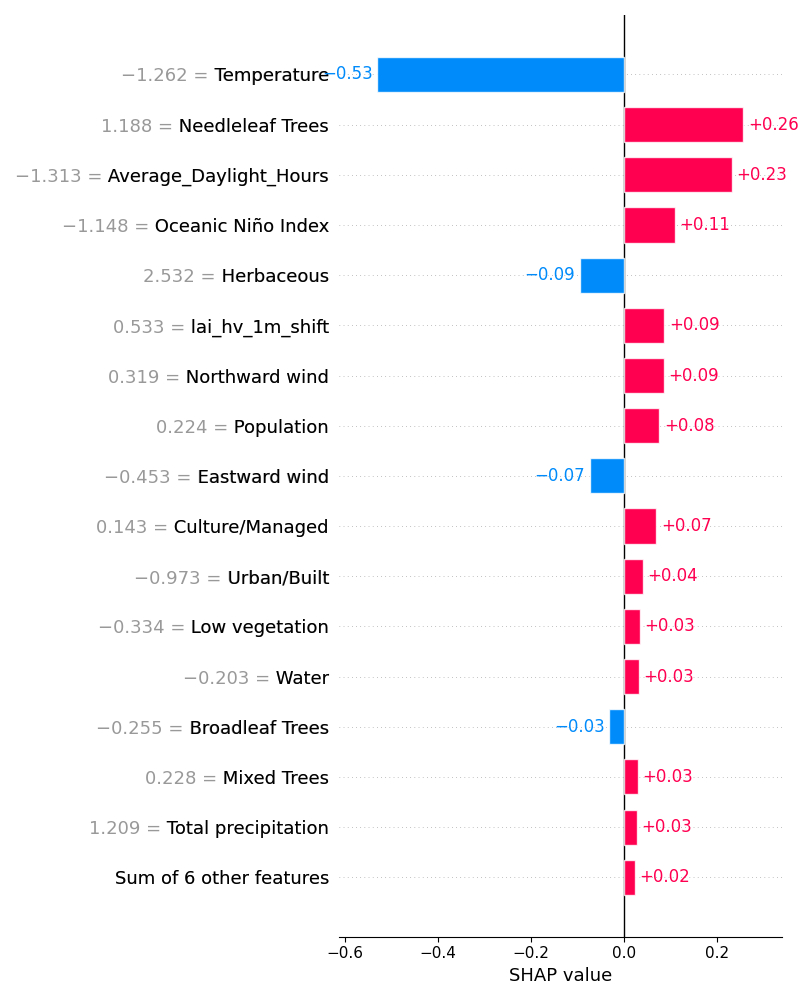 −1.262 = Temperature −0.53
1.188 = Needleleaf Trees +0.26
−1.313 = Average_Daylight_Hours +0.23
−1.148 = Oceanic Niño Index +0.11
2.532 = Herbaceous −0.09
0.533 = lai_hv_1m_shift +0.09
0.319 = Northward wind +0.09
0.224 = Population +0.08
−0.453 = Eastward wind −0.07
0.143 = Culture/Managed +0.07
−0.973 = Urban/Built +0.04
−0.334 = Low vegetation +0.03
−0.203 = Water +0.03
−0.255 = Broadleaf Trees −0.03
0.228 = Mixed Trees +0.03
1.209 = Total precipitation +0.03
Sum of 6 other features +0.02
−0.6 −0.4 −0.2 0.0 0.2
SHAP value